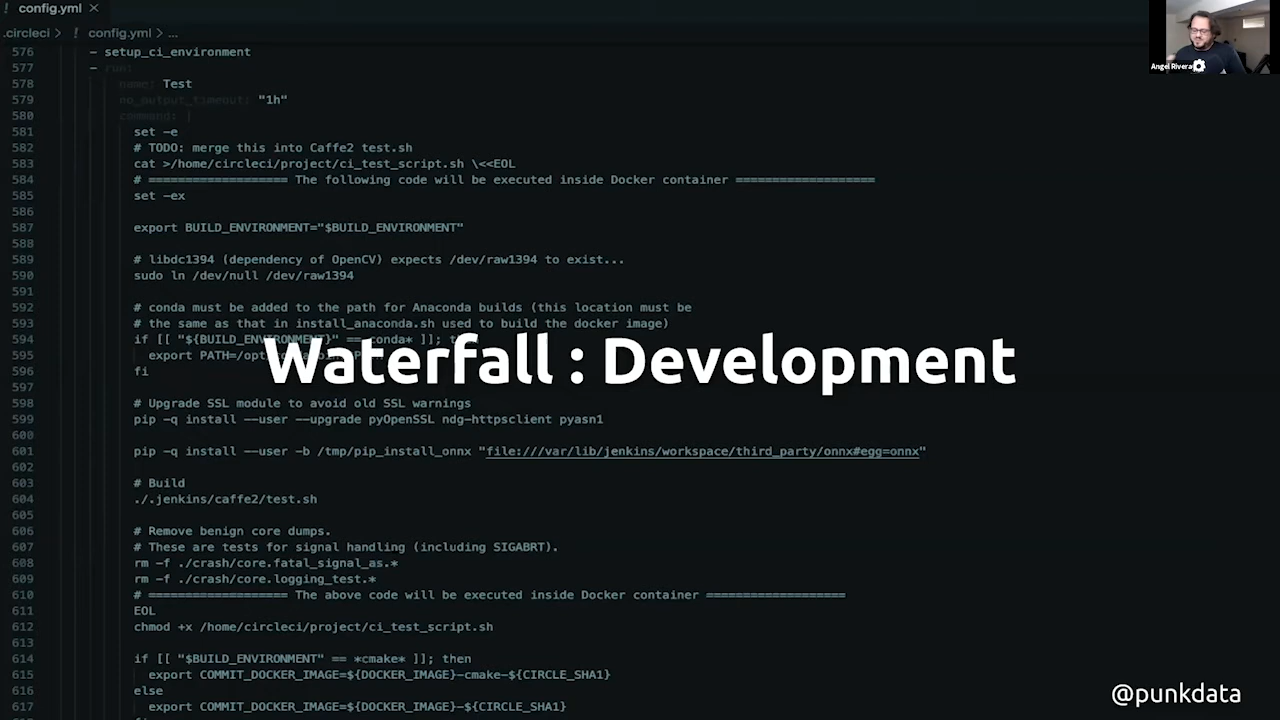 config.yml
.circleci > ! config.yml > ...
576 - setup_ci_environment
577 - run:
578 name: Test
579 no_output_timeout: "1h"
580 command: |
581 set -e
582 # TODO: merge this into Caffe2 test.sh
583 cat >/home/circleci/project/ci_test_script.sh \<<EOL
584 # =================== The following code will be executed inside Docker container ===================
585 set -ex
586
587 export BUILD_ENVIRONMENT="$BUILD_ENVIRONMENT"
588
589 # libdc1394 (dependency of OpenCV) expects /dev/raw1394 to exist...
590 sudo ln /dev/null /dev/raw1394
591
592 # conda must be added to the path for Anaconda builds (this location must be
593 # the same as that in install_anaconda.sh used to build the docker image)
594 if [[ "${BUILD_ENVIRONMENT}" == conda* ]]; then
595 export PATH=/opt
596 fi
597
598 # Upgrade SSL module to avoid old SSL warnings
599 pip -q install --user --upgrade pyOpenSSL ndg-httpsclient pyasn1
600
601 pip -q install --user -b /tmp/pip_install_onnx "file:///var/lib/jenkins/workspace/third_party/onnx#egg=onnx"
602
603 # Build
604 ./.jenkins/caffe2/test.sh
605
606 # Remove benign core dumps.
607 # These are tests for signal handling (including SIGABRT).
608 rm -f ./crash/core.fatal_signal_as.*
609 rm -f ./crash/core.logging_test.*
610 # =================== The above code will be executed inside Docker container ===================
611 EOL
612 chmod +x /home/circleci/project/ci_test_script.sh
613
614 if [[ "$BUILD_ENVIRONMENT" == *cmake* ]]; then
615 export COMMIT_DOCKER_IMAGE=${DOCKER_IMAGE}-cmake-${CIRCLE_SHA1}
616 else
617 export COMMIT_DOCKER_IMAGE=${DOCKER_IMAGE}-${CIRCLE_SHA1}
Waterfall : Development
Angel Rivera
@punkdata